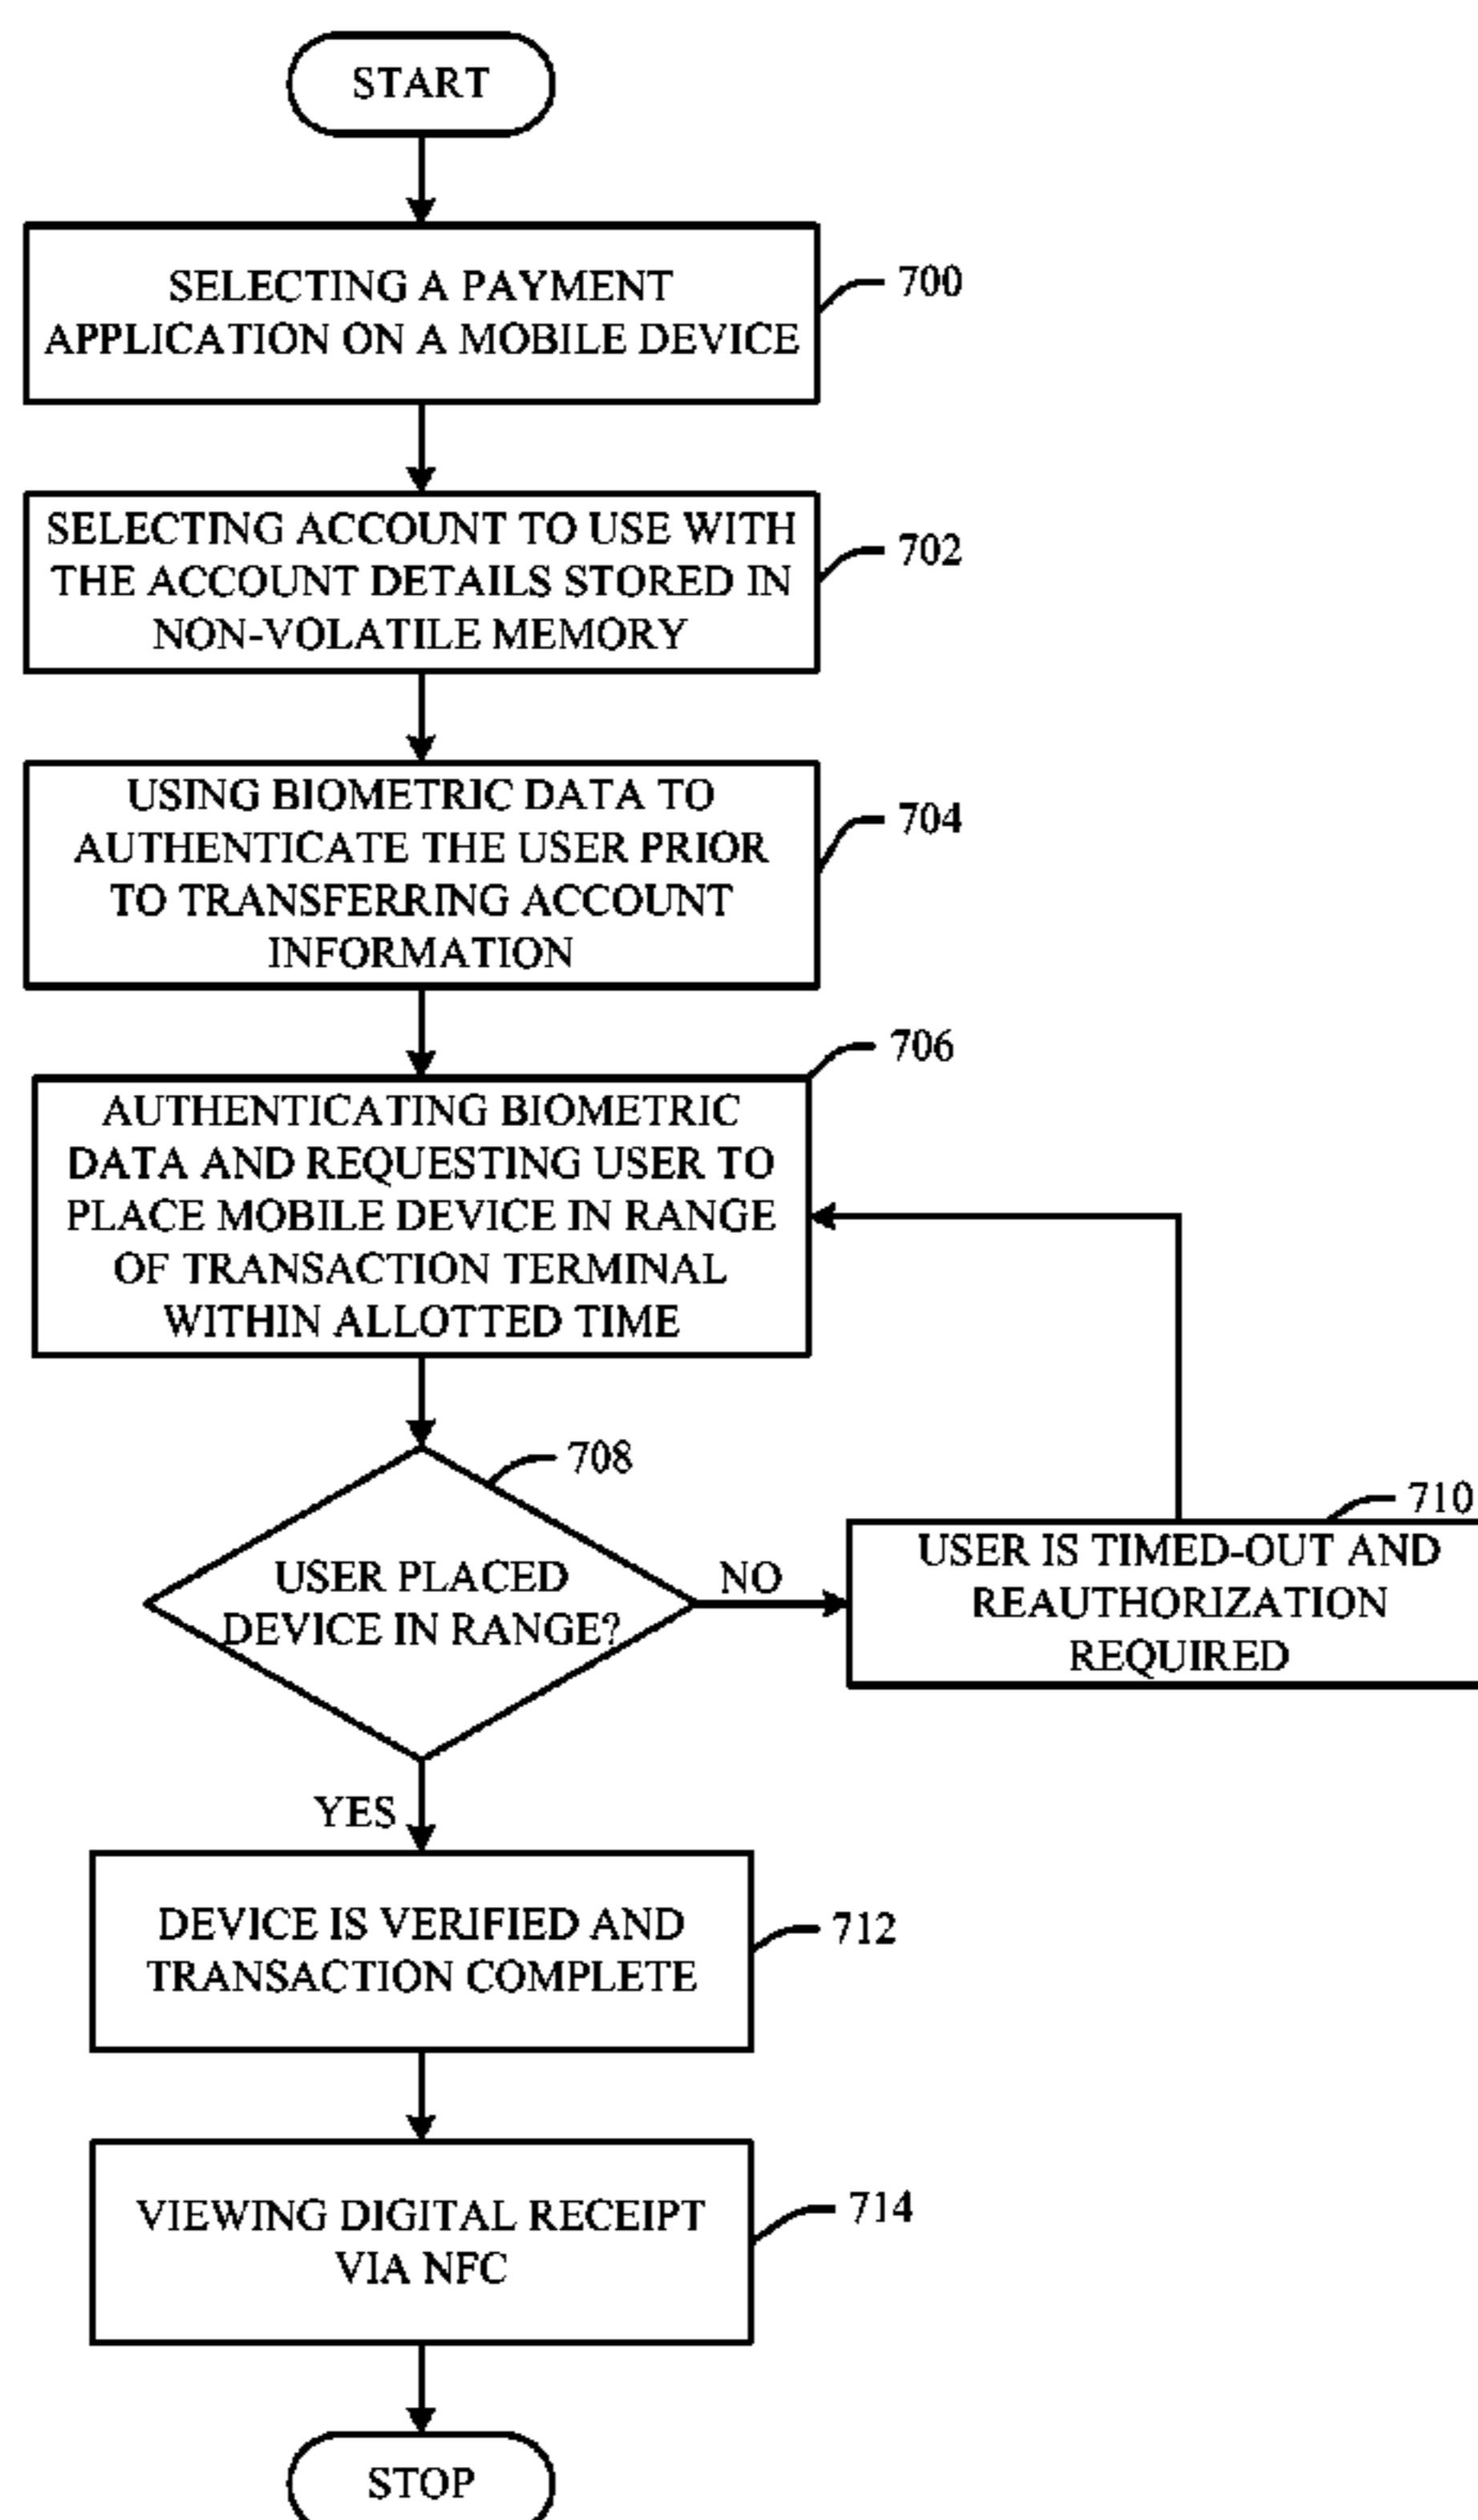 START
SELECTING A PAYMENT
APPLICATION ON A MOBILE DEVICE
700
SELECTING ACCOUNT TO USE WITH
THE ACCOUNT DETAILS STORED IN
NON-VOLATILE MEMORY
702
USING BIOMETRIC DATA TO
AUTHENTICATE THE USER PRIOR
TO TRANSFERRING ACCOUNT
INFORMATION
704
706
AUTHENTICATING BIOMETRIC
DATA AND REQUESTING USER TO
PLACE MOBILE DEVICE IN RANGE
OF TRANSACTION TERMINAL
WITHIN ALLOTTED TIME
708
USER PLACED
DEVICE IN RANGE?
NO
710
USER IS TIMED-OUT AND
REAUTHORIZATION
REQUIRED
YES
DEVICE IS VERIFIED AND
TRANSACTION COMPLETE
712
VIEWING DIGITAL RECEIPT
VIA NFC
714
STOP